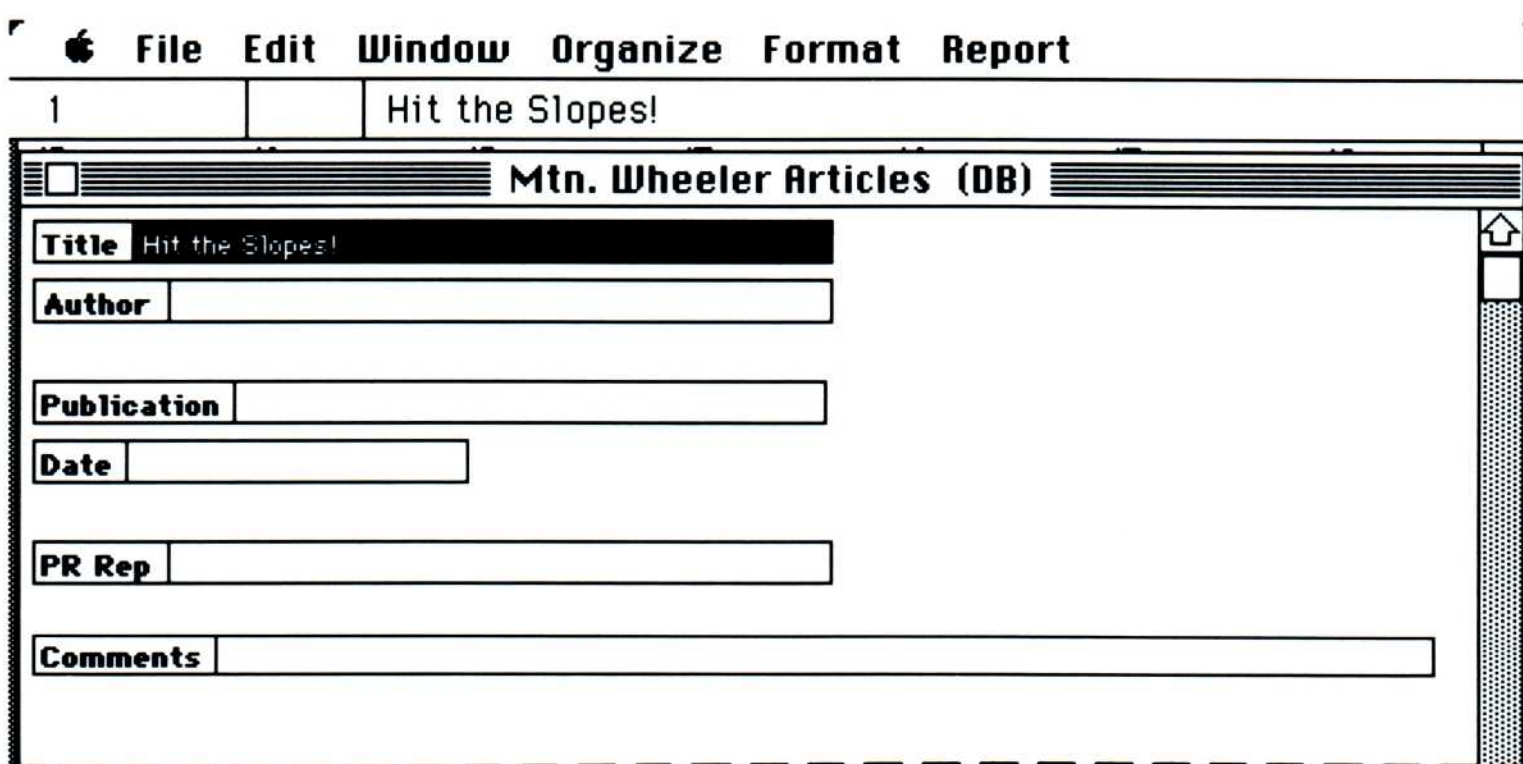 File Edit Window Organize Format Report
1 Hit the Slopes!
Mtn. Wheeler Articles (DB)
Title Hit the Slopes!
Author
Publication
Date
PR Rep
Comments